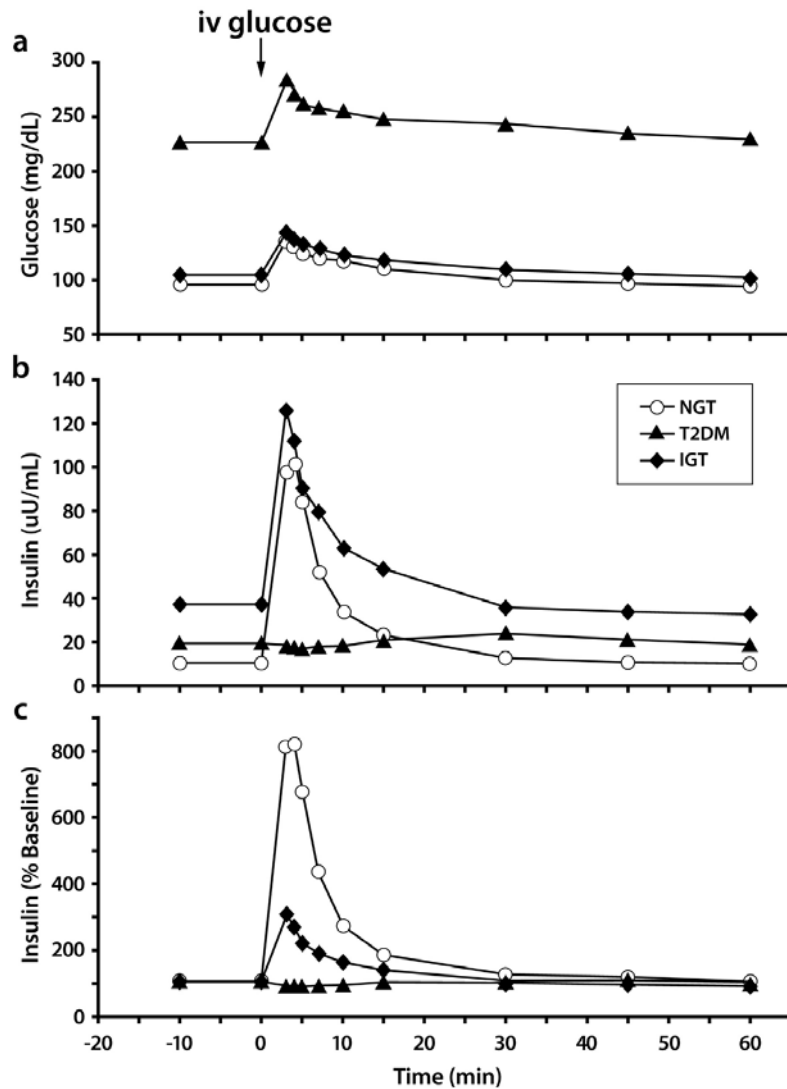 iv glucose
a
300
250
200
150
100
50
Glucose (mg/dL)
b
140
120
100
80
60
40
20
0
Insulin (uU/mL)
NGT
T2DM
IGT
c
800
600
400
200
0
Insulin (% Baseline)
-20 -10 0 10 20 30 40 50 60
Time (min)